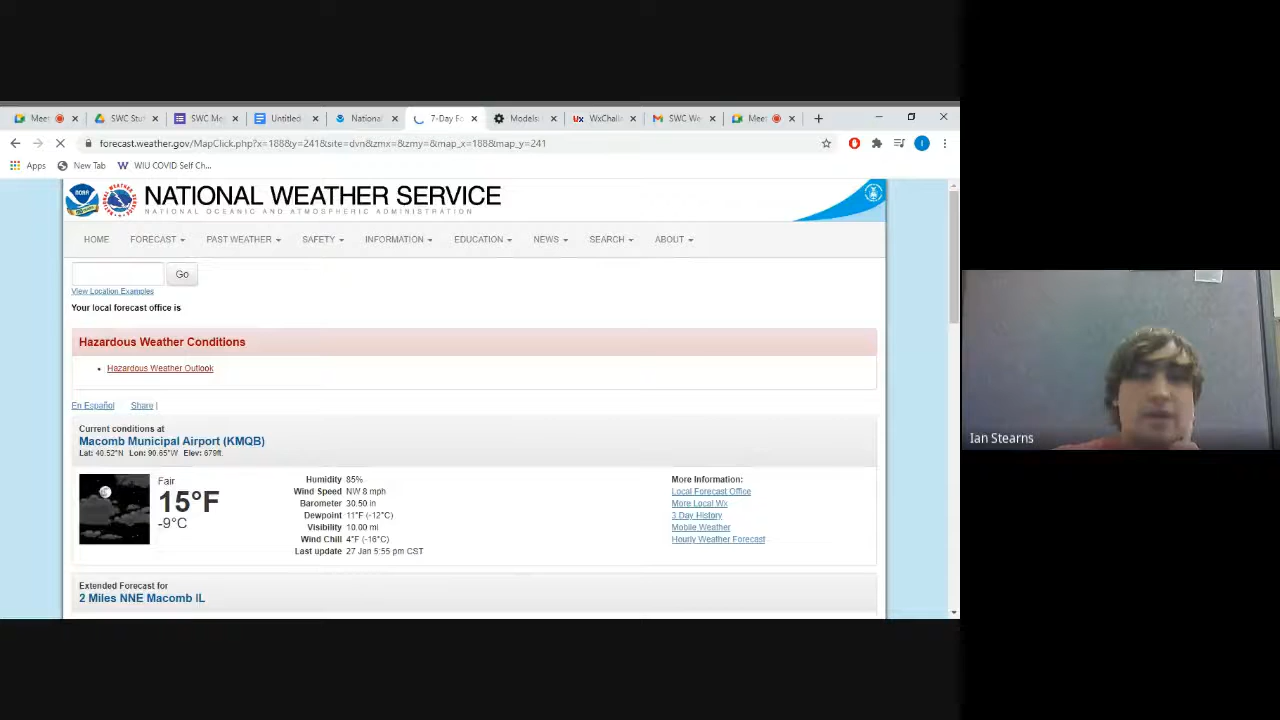 Meet
SWC Stu
SWC Me
Untitled
National
7-Day Fo
Models
WxChall
SWC We
Meet
forecast.weather.gov/MapClick.php?x=188&y=241&site=dvn&zmx=&zmy=&map_x=188&map_y=241
Apps New Tab WIU COVID Self Ch...
NATIONAL WEATHER SERVICE
NATIONAL OCEANIC AND ATMOSPHERIC ADMINISTRATION
HOME FORECAST PAST WEATHER SAFETY INFORMATION EDUCATION NEWS SEARCH ABOUT
Go
View Location Examples
Your local forecast office is
Hazardous Weather Conditions
Hazardous Weather Outlook
En Español Share |
Current conditions at
Macomb Municipal Airport (KMQB)
Lat: 40.52°N Lon: 90.65°W Elev: 679ft.
Fair
15°F
-9°C
Humidity 85%
Wind Speed NW 8 mph
Barometer 30.50 in
Dewpoint 11°F (-12°C)
Visibility 10.00 mi
Wind Chill 4°F (-16°C)
Last update 27 Jan 5:55 pm CST
More Information:
Local Forecast Office
More Local Wx
3 Day History
Mobile Weather
Hourly Weather Forecast
Extended Forecast for
2 Miles NNE Macomb IL
Ian Stearns